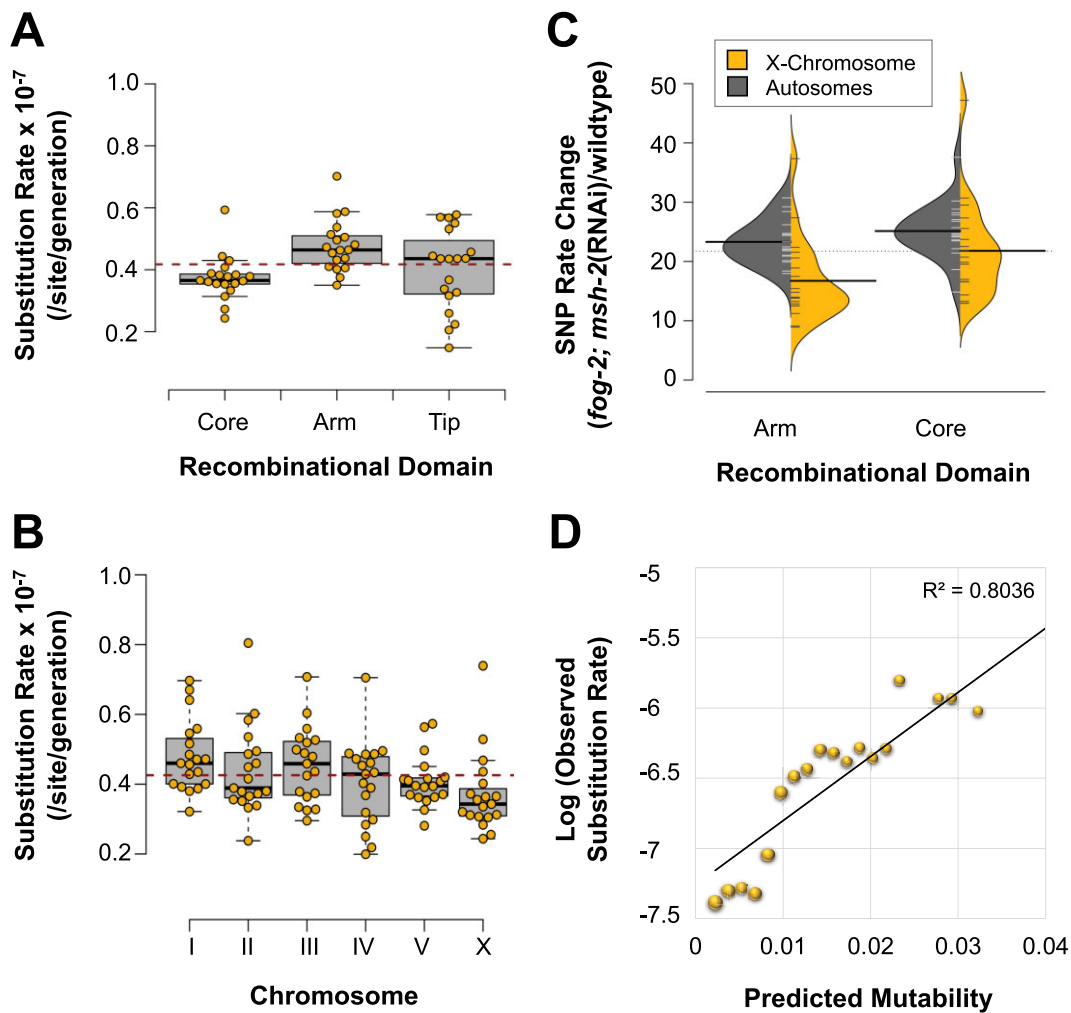 A
Substitution Rate x 10-7
(/site/generation)
1.0
0.8
0.6
0.4
0.2
Core Arm Tip
Recombinational Domain
C
SNP Rate Change
(fog-2; msh-2(RNAi)/wildtype)
X-Chromosome
Autosomes
50
40
30
20
10
0
Arm Core
Recombinational Domain
B
Substitution Rate x 10-7
(/site/generation)
1.0
0.8
0.6
0.4
0.2
I II III IV V X
Chromosome
D
Log (Observed
Substitution Rate)
-5
-5.5
-6
-6.5
-7
-7.5
R² = 0.8036
0 0.01 0.02 0.03 0.04
Predicted Mutability